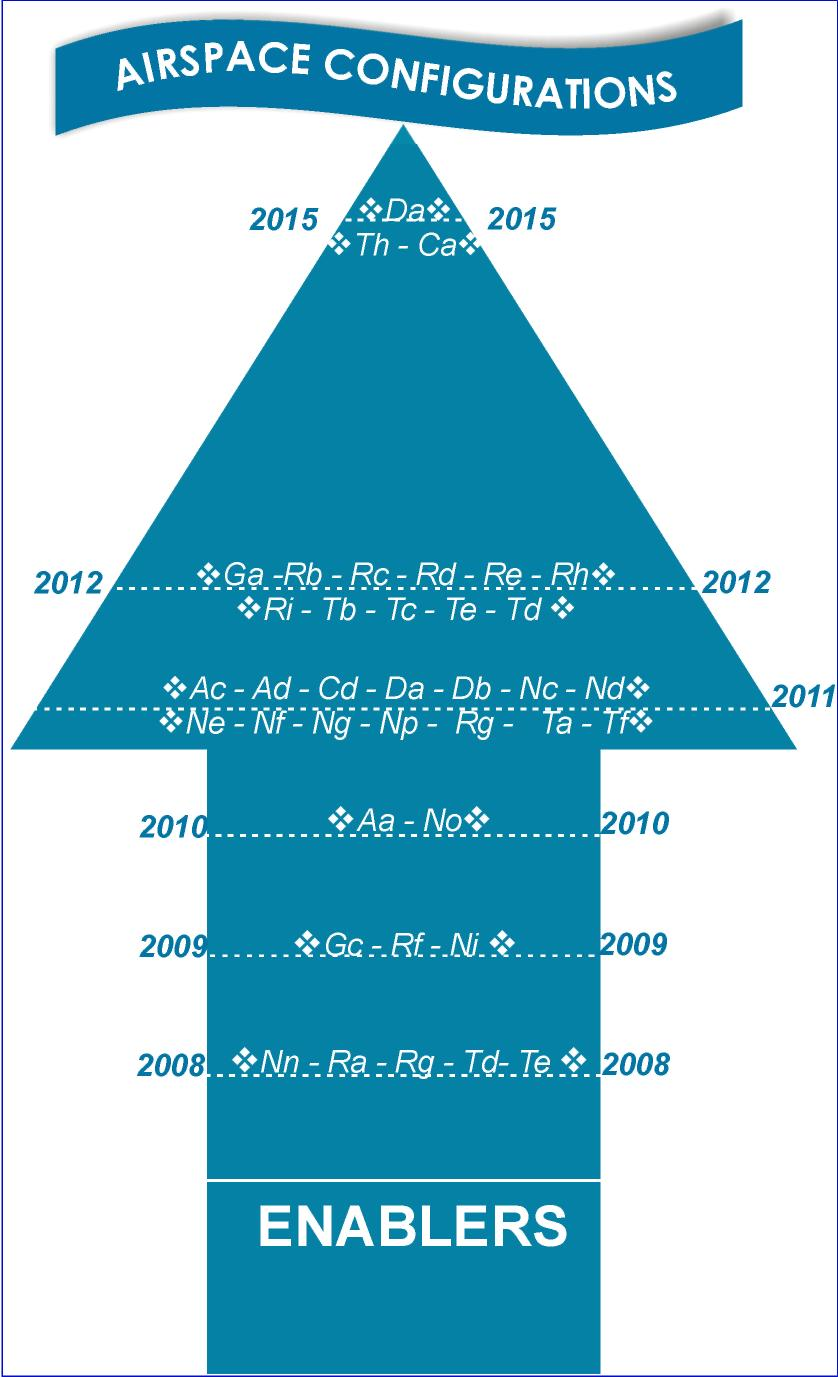 AIRSPACE CONFIGURATIONS
2015 ❖Da❖ 2015
❖Th - Ca❖
2012 ❖Ga -Rb - Rc - Rd - Re - Rh❖ 2012
❖Ri - Tb - Tc - Te - Td ❖
❖Ac - Ad - Cd - Da - Db - Nc - Nd❖ 2011
❖Ne - Nf - Ng - Np - Rg - Ta - Tf❖
2010 ❖Aa - No❖ 2010
2009 ❖Gc - Rf - Ni ❖ 2009
2008 ❖Nn - Ra - Rg - Td- Te ❖ 2008
ENABLERS